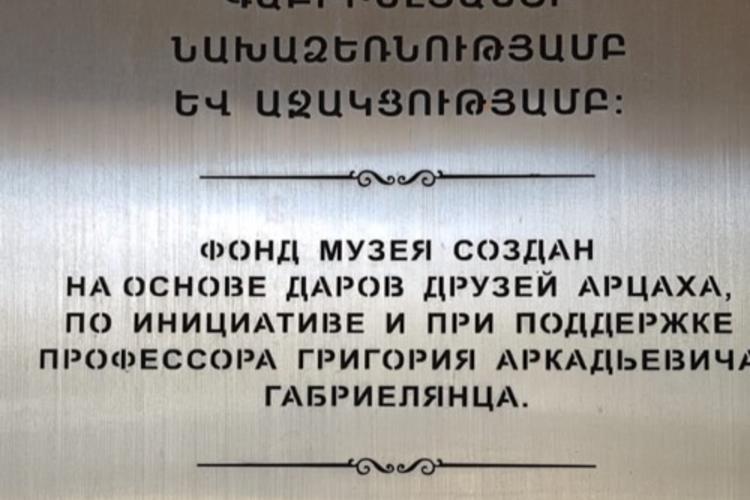 ՆԱԽԱՁԵՌՆՈՒԹՅԱՄԲ
ԵՎ ԱՋԱԿՑՈՒԹՅԱՄԲ:
ФОНД МУЗЕЯ СОЗДАН
НА ОСНОВЕ ДАРОВ ДРУЗЕЙ АРЦАХА,
ПО ИНИЦИАТИВЕ И ПРИ ПОДДЕРЖКЕ
ПРОФЕССОРА ГРИГОРИЯ АРКАДЬЕВИЧА
ГАБРИЕЛЯНЦА.